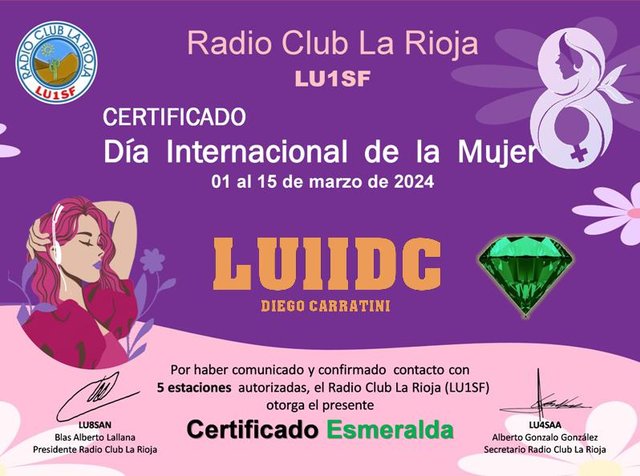 RADIO CLUB LA RIOJA
LU1SF
Radio Club La Rioja
LU1SF
CERTIFICADO
Día Internacional de la Mujer
01 al 15 de marzo de 2024
LU1IDC
DIEGO CARRATINI
Por haber comunicado y confirmado contacto con
5 estaciones autorizadas, el Radio Club La Rioja (LU1SF)
otorga el presente
Certificado Esmeralda
LU8SAN
Blas Alberto Lallana
Presidente Radio Club La Rioja
LU4SAA
Alberto Gonzalo González
Secretario Radio Club La Rioja